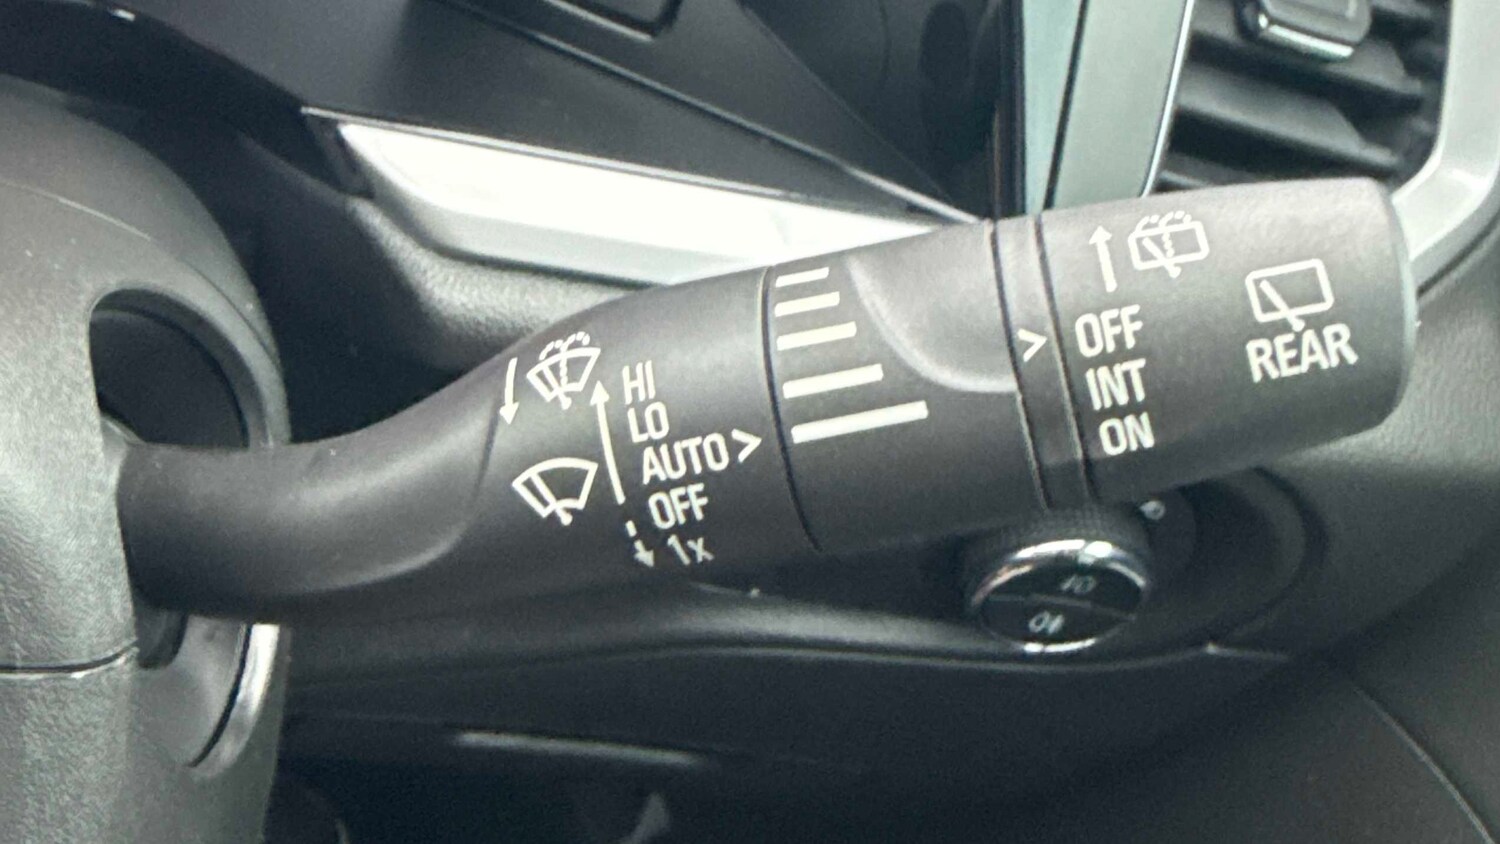 HI
LO
AUTO >
OFF
1x
> OFF
INT
ON
REAR